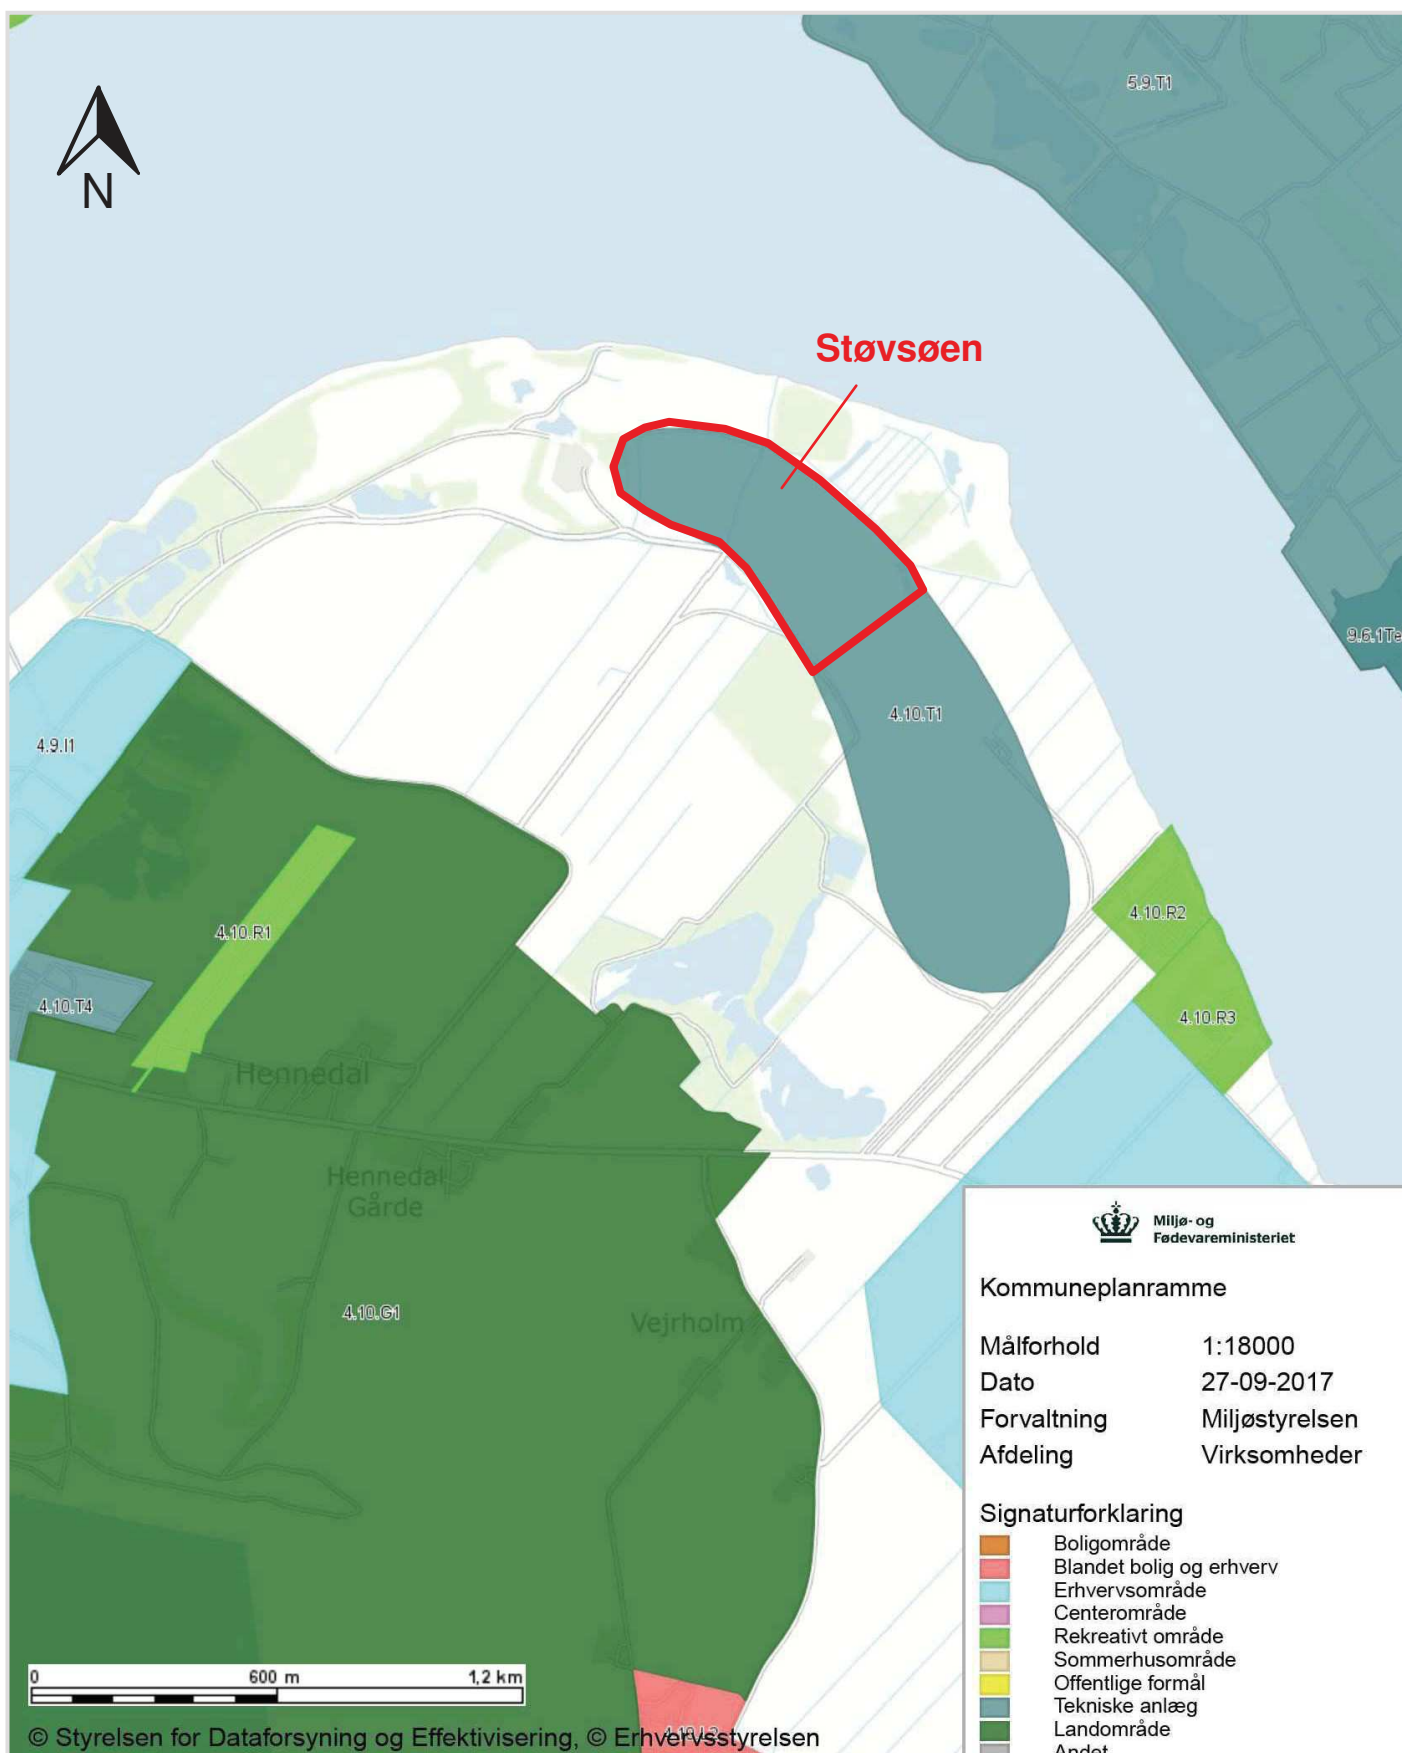 5.9.T1
N
Støvsøen
9.6.1Te
4.10.T1
4.9.I1
4.10.R2
4.10.R1
4.10.T4
4.10.R3
Hennedal
Hennedal
Gårde
Miljø- og
Fødevareministeriet
Kommuneplanramme
4.10.G1
Vejrholm
Målforhold 1:18000
Dato 27-09-2017
Forvaltning Miljøstyrelsen
Afdeling Virksomheder
Signaturforklaring
Boligområde
Blandet bolig og erhverv
Erhvervsområde
Centerområde
Rekreativt område
Sommerhusområde
Offentlige formål
Tekniske anlæg
Landområde
Andet
0 600 m 1,2 km
© Styrelsen for Dataforsyning og Effektivisering, © Erhvervsstyrelsen